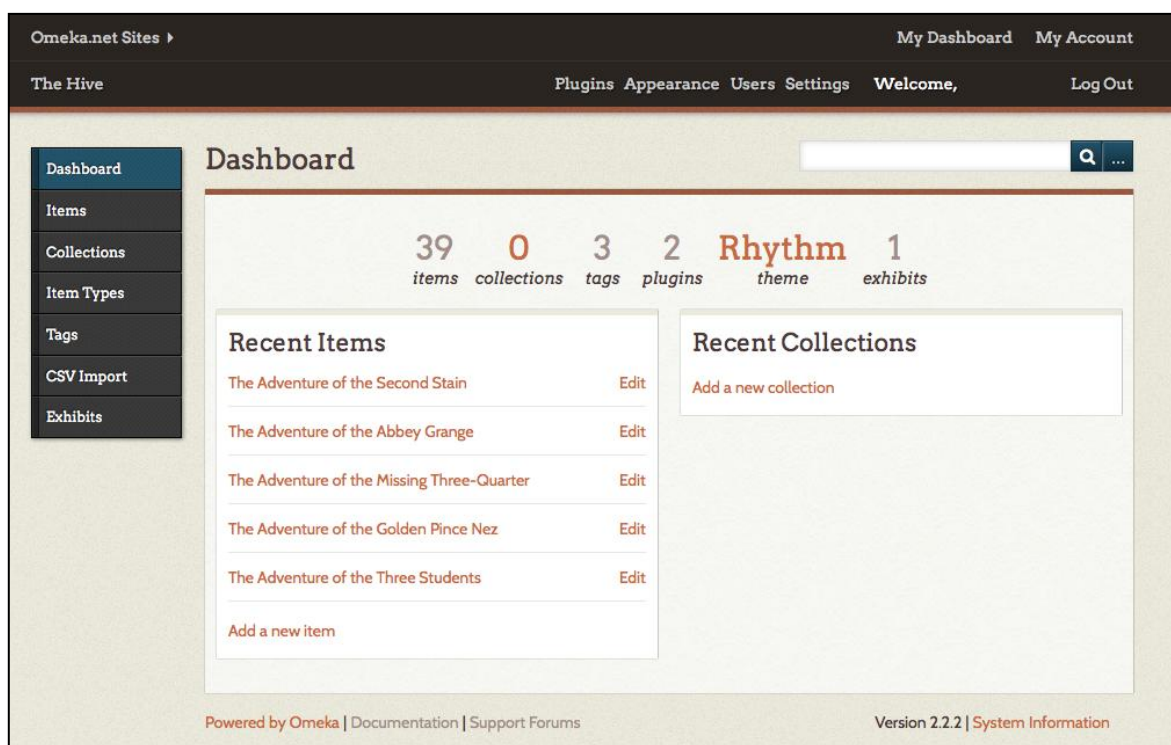 Omeka.net Sites My Dashboard My Account
The Hive Plugins Appearance Users Settings Welcome, Log Out
Dashboard
Items
Collections
Item Types
Tags
CSV Import
Exhibits
Dashboard
...
39 0 3 2 Rhythm 1
items collections tags plugins theme exhibits
Recent Items
The Adventure of the Second Stain Edit
The Adventure of the Abbey Grange Edit
The Adventure of the Missing Three-Quarter Edit
The Adventure of the Golden Pince Nez Edit
The Adventure of the Three Students Edit
Add a new item
Recent Collections
Add a new collection
Powered by Omeka | Documentation | Support Forums Version 2.2.2 | System Information